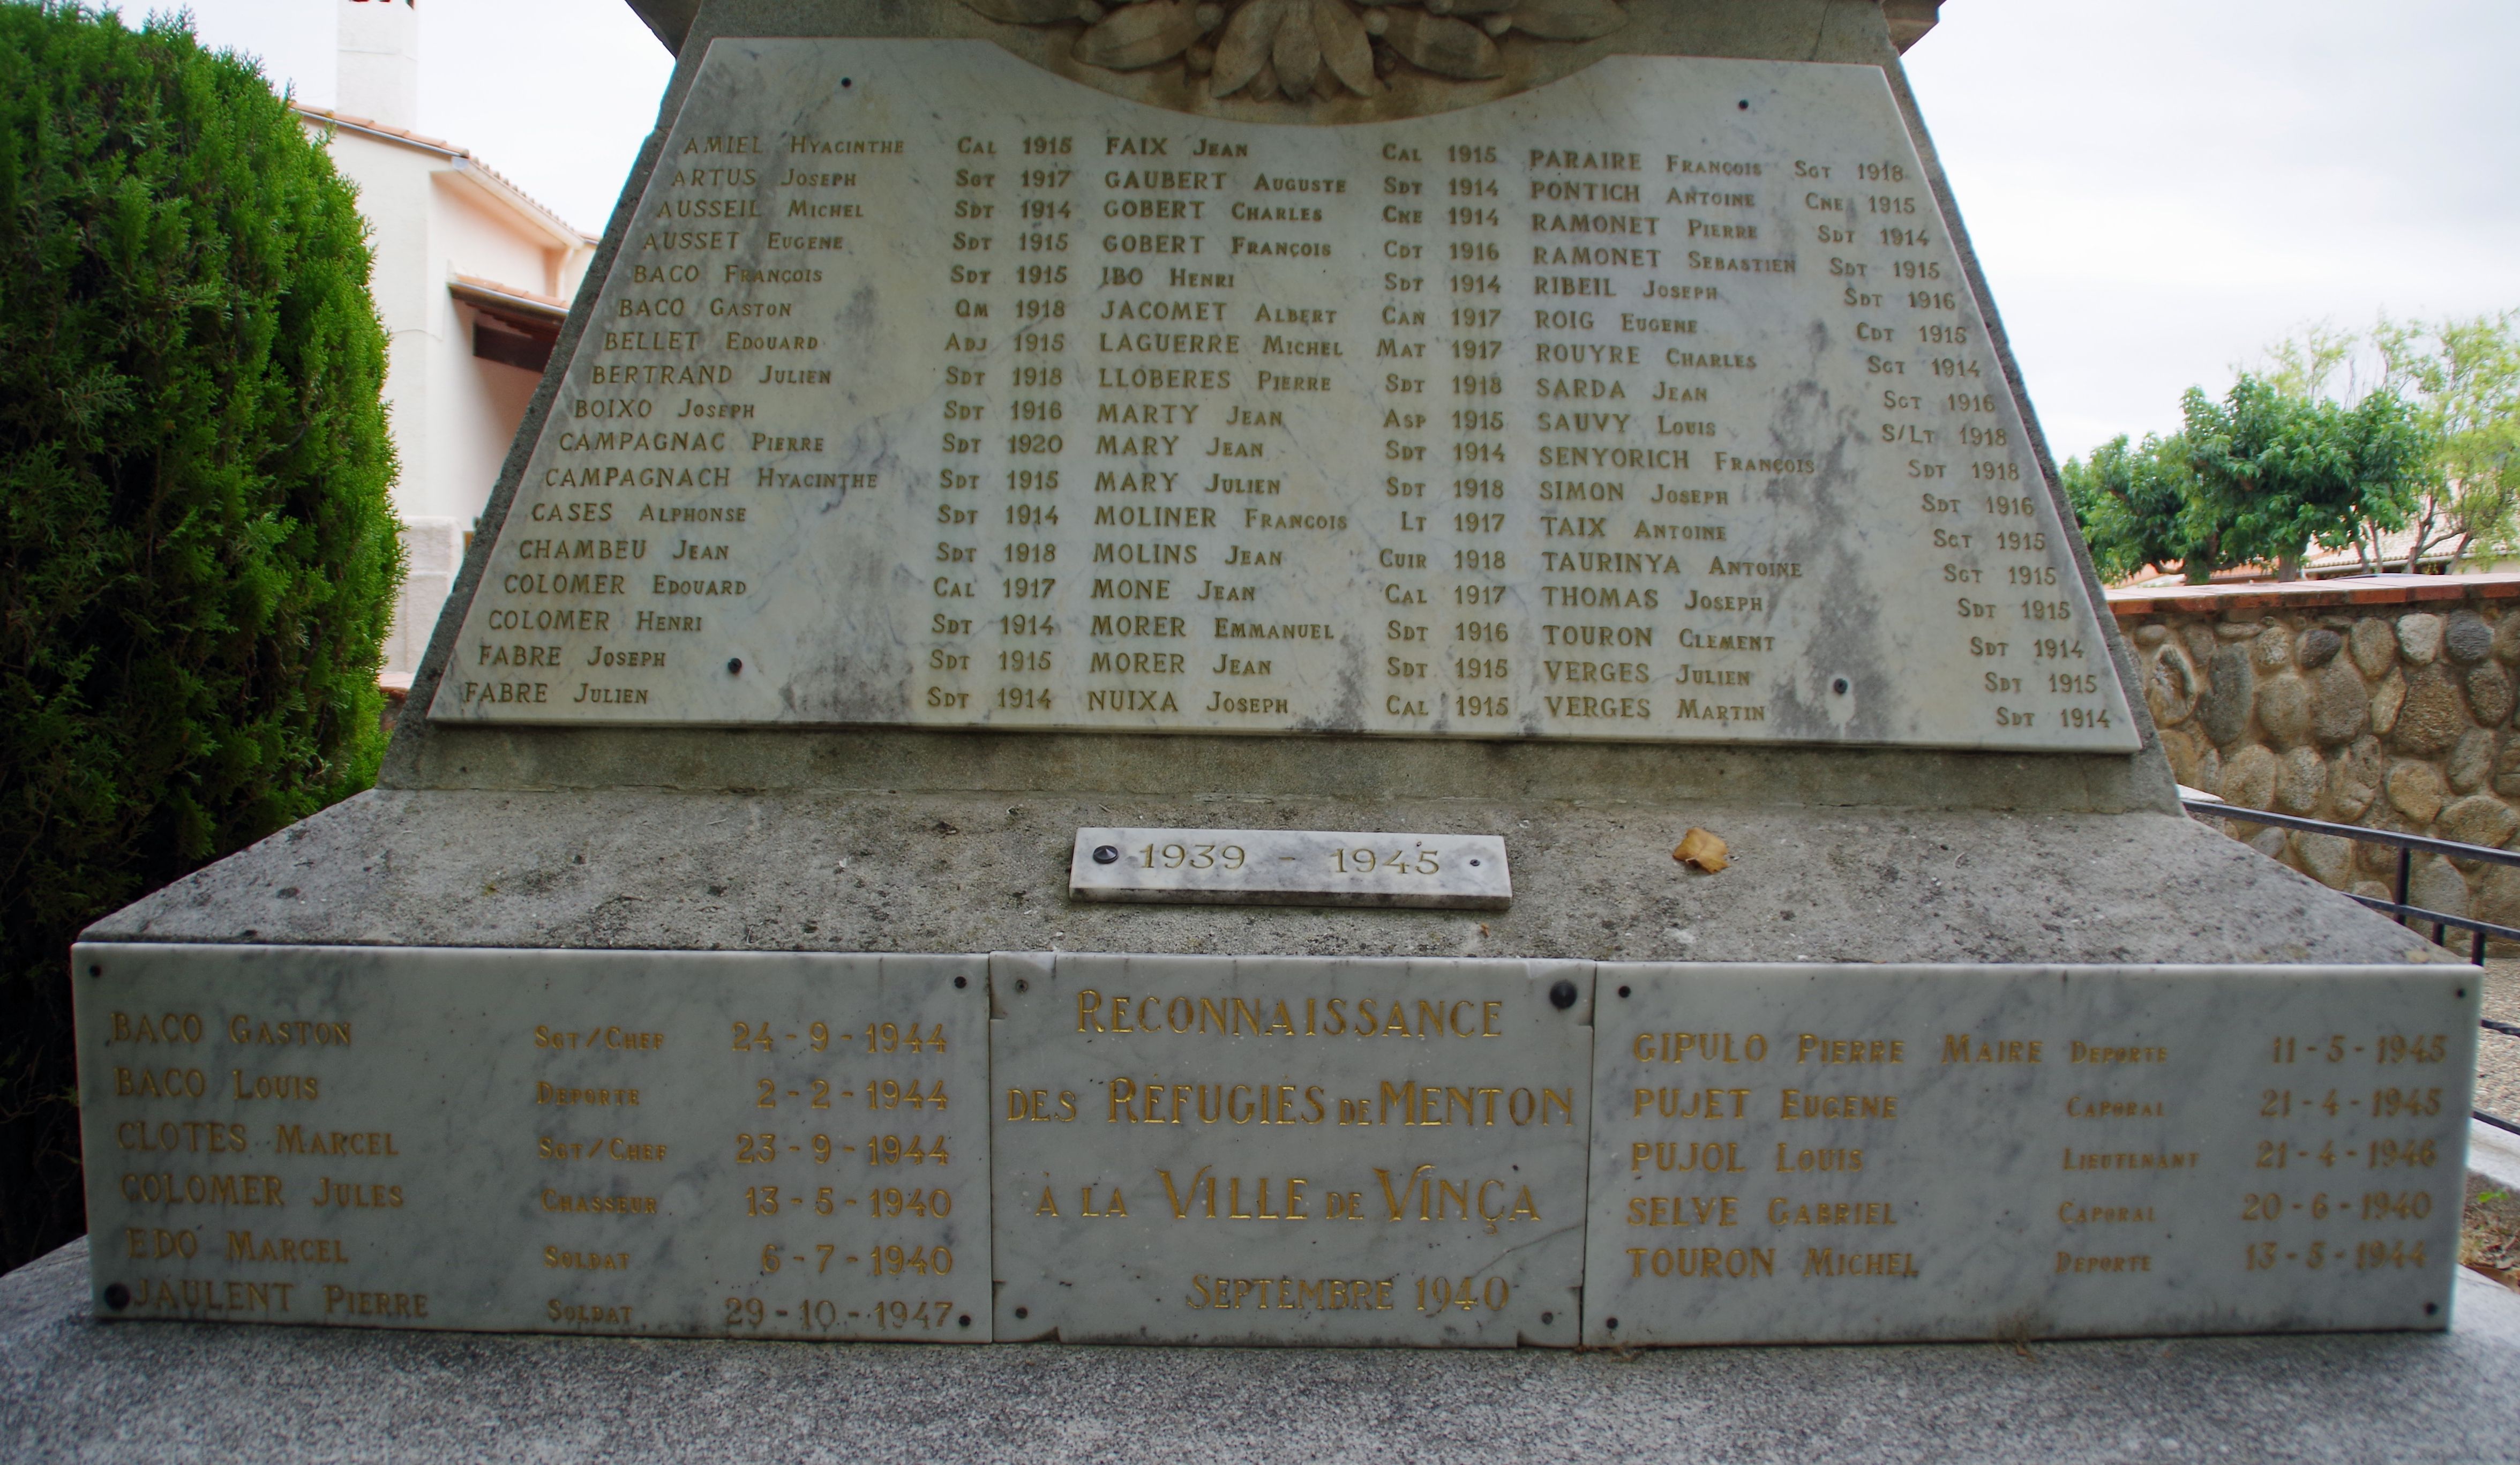 AMIEL HYACINTHE CAL 1915
ARTUS JOSEPH SGT 1917
AUSSEIL MICHEL SDT 1914
AUSSET EUGENE SDT 1915
BACO FRANÇOIS SDT 1915
BACO GASTON QM 1918
BELLET EDOUARD ADJ 1915
BERTRAND JULIEN SDT 1918
BOIXO JOSEPH SDT 1916
CAMPAGNAC PIERRE SDT 1920
CAMPAGNACH HYACINTHE SDT 1915
CASES ALPHONSE SDT 1914
CHAMBEU JEAN SDT 1918
COLOMER EDOUARD CAL 1917
COLOMER HENRI SDT 1914
FABRE JOSEPH SDT 1915
FABRE JULIEN SDT 1914
FAIX JEAN CAL 1915
GAUBERT AUGUSTE SDT 1914
GOBERT CHARLES CNE 1914
GOBERT FRANÇOIS CDT 1916
IBO HENRI SDT 1914
JACOMET ALBERT CAN 1917
LAGUERRE MICHEL MAT 1917
LLOBERES PIERRE SDT 1918
MARTY JEAN ASP 1915
MARY JEAN SDT 1914
MARY JULIEN SDT 1918
MOLINER FRANÇOIS LT 1917
MOLINS JEAN CUIR 1918
MONE JEAN CAL 1917
MORER EMMANUEL SDT 1916
MORER JEAN SDT 1915
NUIXA JOSEPH CAL 1915
PARAIRE FRANÇOIS SGT 1918
PONTICH ANTOINE CNE 1915
RAMONET PIERRE SDT 1914
RAMONET SEBASTIEN SDT 1915
RIBEIL JOSEPH SDT 1916
ROIG EUGENE CDT 1915
ROUYRE CHARLES SGT 1914
SARDA JEAN SGT 1916
SAUVY LOUIS S/LT 1918
SENYORICH FRANÇOIS SDT 1918
SIMON JOSEPH SDT 1916
TAIX ANTOINE SGT 1915
TAURINYA ANTOINE SGT 1915
THOMAS JOSEPH SDT 1915
TOURON CLEMENT SDT 1914
VERGES JULIEN SDT 1915
VERGES MARTIN SDT 1914
1939 - 1945
BACO GASTON SGT/CHEF 24-9-1944
BACO LOUIS DEPORTE 2-2-1944
CLOTES MARCEL SGT/CHEF 23-9-1944
COLOMER JULES CHASSEUR 13-5-1940
EDO MARCEL SOLDAT 6-7-1940
JAULENT PIERRE SOLDAT 29-10-1947
RECONNAISSANCE
DES RÉFUGIÉS DE MENTON
À LA VILLE DE VINÇA
SEPTEMBRE 1940
GIPULO PIERRE MAIRE DEPORTE 11-5-1945
PUJET EUGENE CAPORAL 21-4-1945
PUJOL LOUIS LIEUTENANT 21-4-1946
SELVE GABRIEL CAPORAL 20-6-1940
TOURON MICHEL DEPORTE 13-5-1944